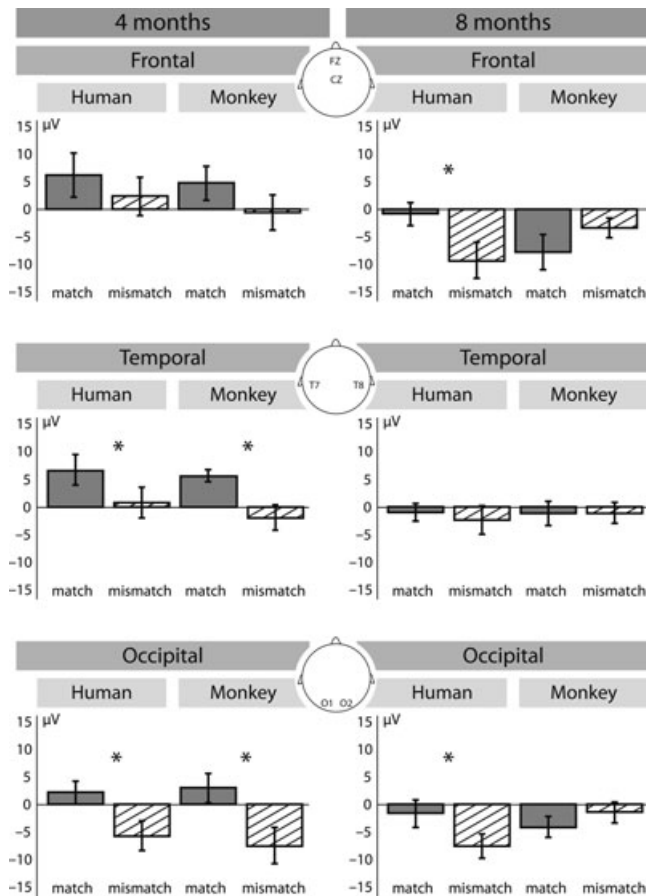 4 months 8 months
Frontal FZ Frontal
CZ
Human Monkey Human Monkey
µV µV
15 15
10 10
* 
5 5
0 0
−5 −5
−10 −10
−15 match mismatch match mismatch −15 match mismatch match mismatch
Temporal Temporal
Human Monkey T7 T8 Human Monkey
µV µV
15 15
10 * * 10
5 5
0 0
−5 −5
−10 −10
−15 match mismatch match mismatch −15 match mismatch match mismatch
Occipital Occipital
Human Monkey O1 O2 Human Monkey
µV µV
15 15
10 10
* * *
5 5
0 0
−5 −5
−10 −10
−15 match mismatch match mismatch −15 match mismatch match mismatch